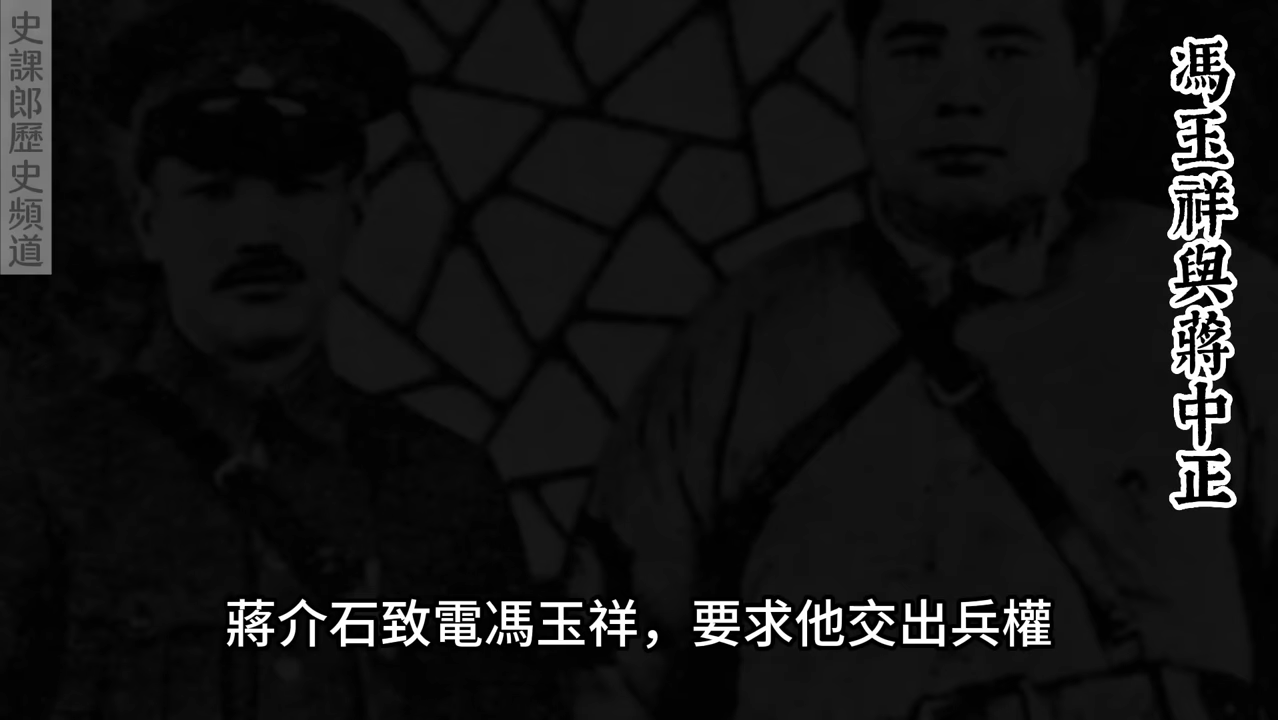 史課郎歷史頻道
馮玉祥與蔣中正
蔣介石致電馮玉祥，要求他交出兵權